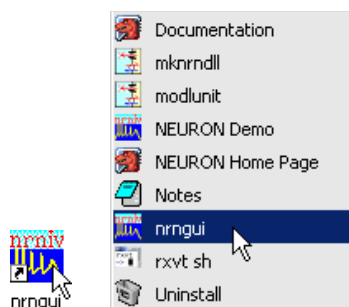 Documentation
mknrndll
modlunit
NEURON Demo
NEURON Home Page
Notes
nrngui
rxvt sh
Uninstall
nrniv
nrngui